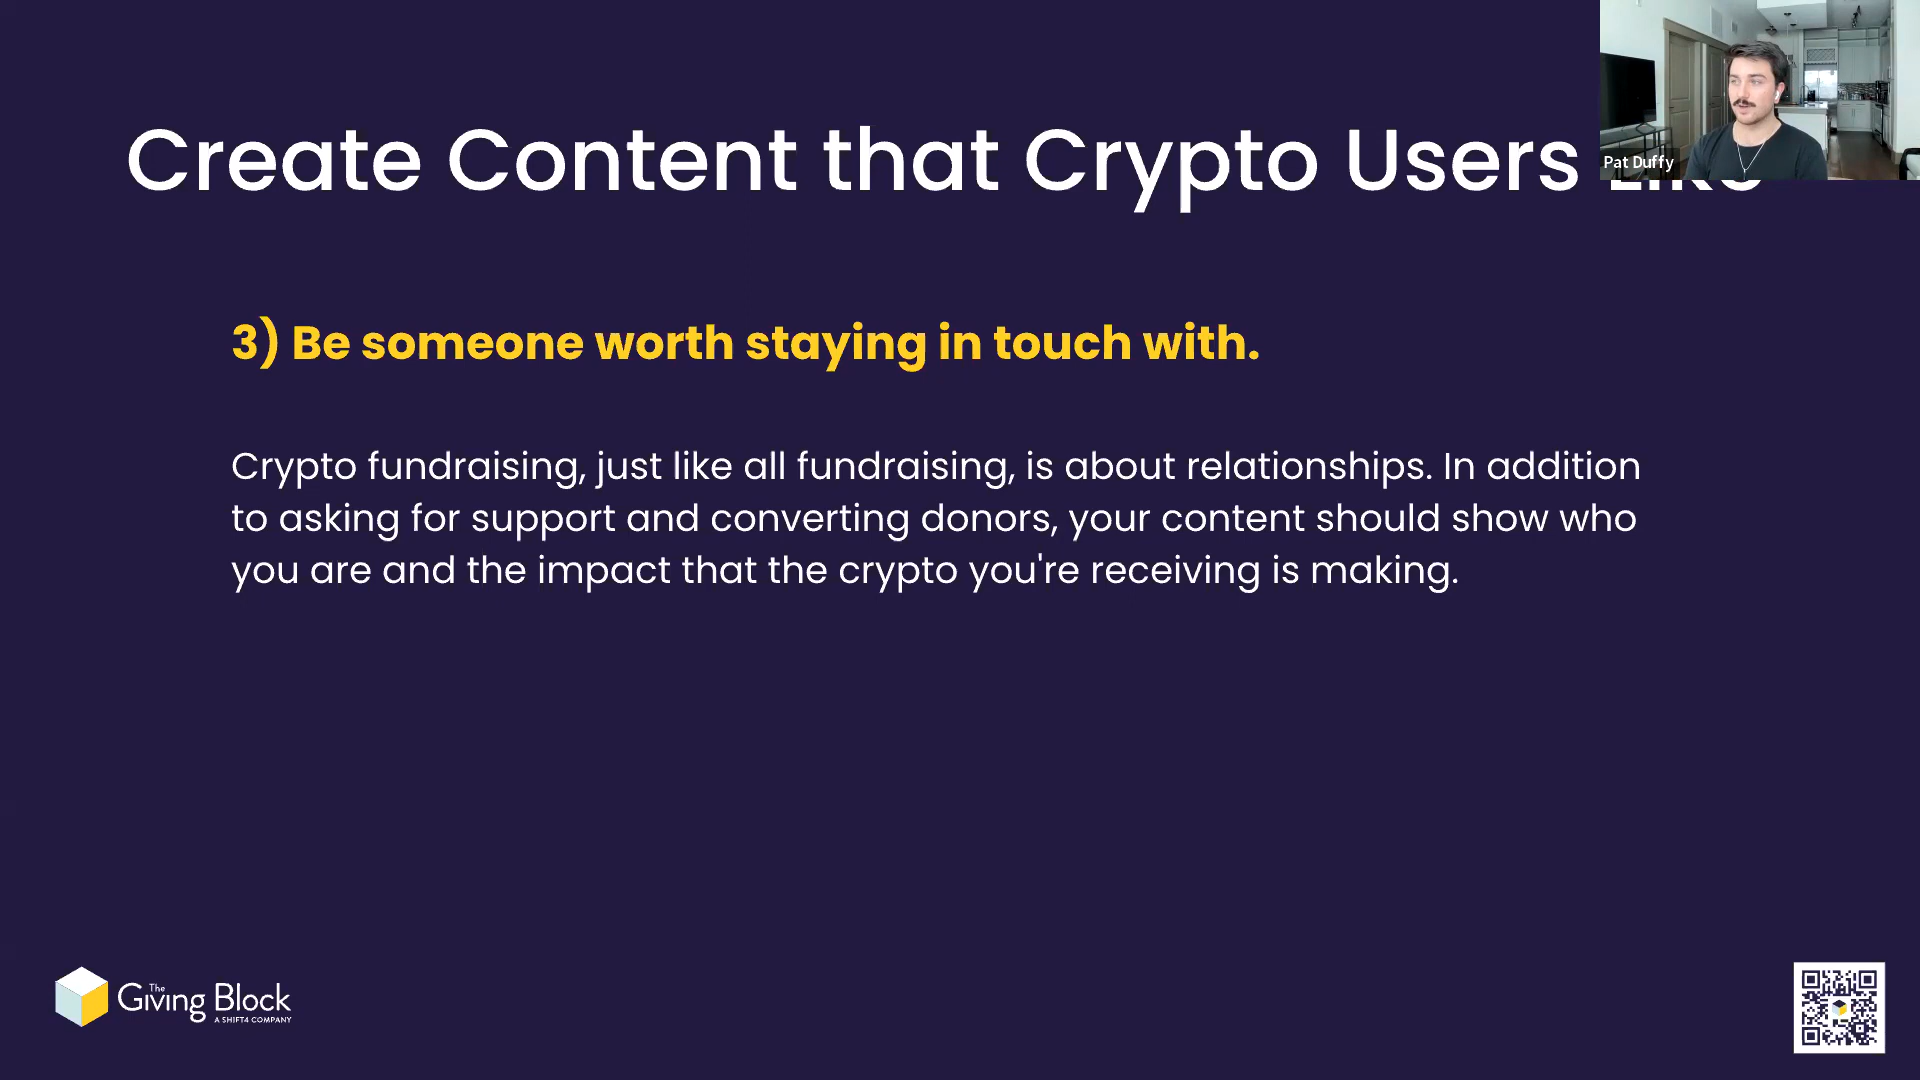 Create Content that Crypto Users
Pat Duffy
3) Be someone worth staying in touch with.
Crypto fundraising, just like all fundraising, is about relationships. In addition
to asking for support and converting donors, your content should show who
you are and the impact that the crypto you're receiving is making.
The
Giving Block
A SHIFT4 COMPANY